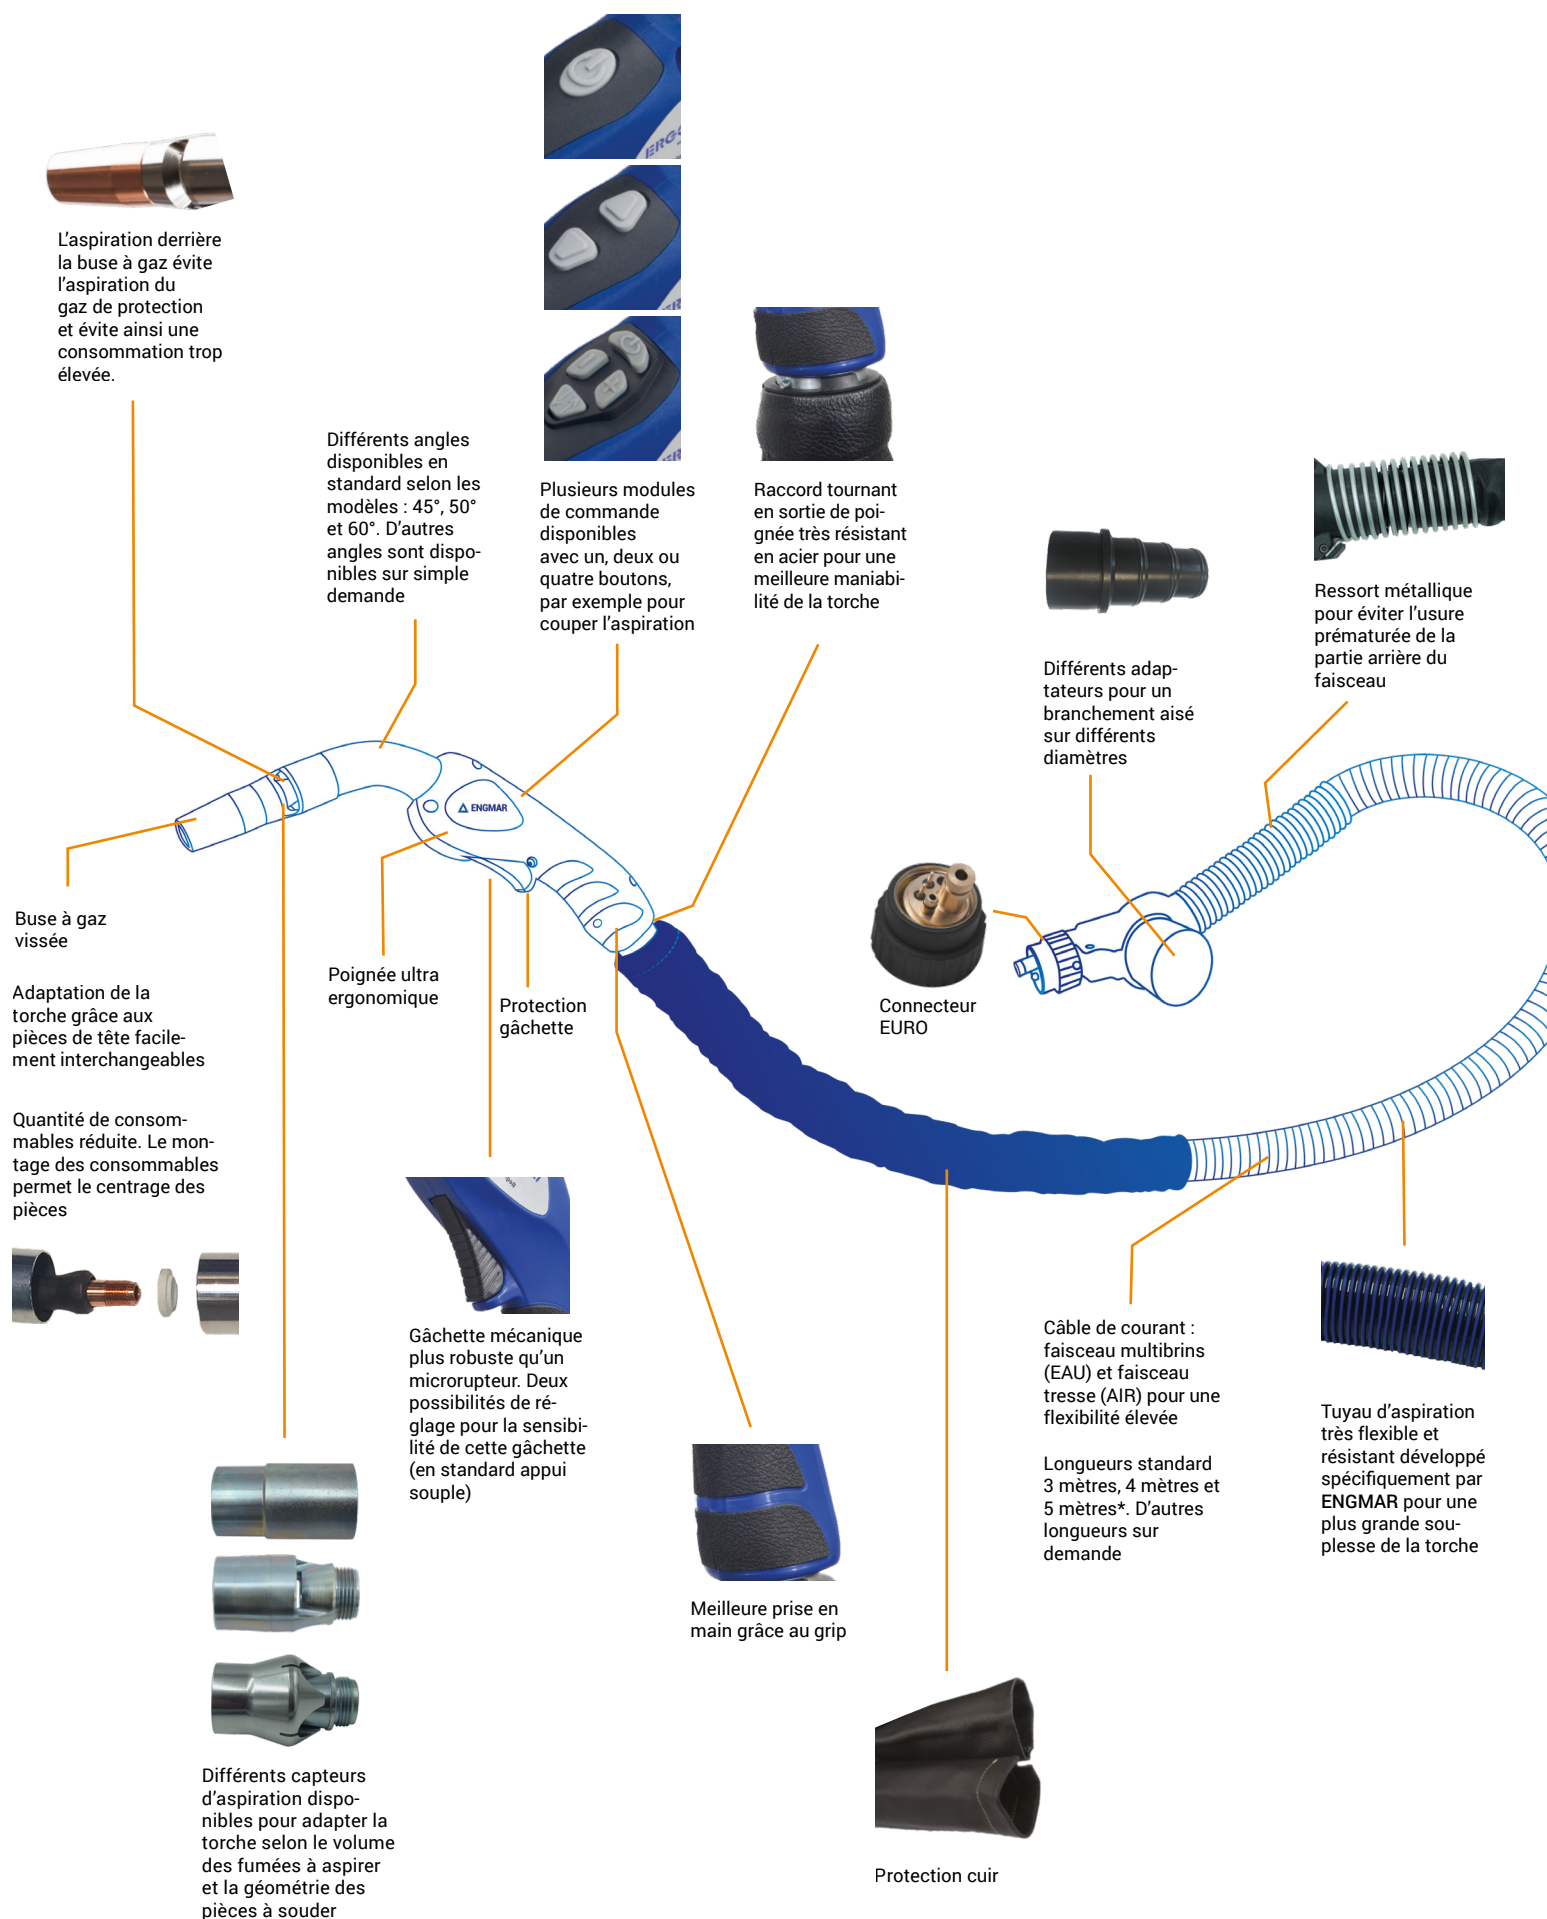 L'aspiration derrière
la buse à gaz évite
l'aspiration du
gaz de protection
et évite ainsi une
consommation trop
élevée.
Différents angles
disponibles en
standard selon les
modèles : 45°, 50°
et 60°. D'autres
angles sont dispo-
nibles sur simple
demande
Plusieurs modules
de commande
disponibles
avec un, deux ou
quatre boutons,
par exemple pour
couper l'aspiration
Raccord tournant
en sortie de poi-
gnée très résistant
en acier pour une
meilleure maniabi-
lité de la torche
Différents adap-
tateurs pour un
branchement aisé
sur différents
diamètres
Ressort métallique
pour éviter l'usure
prématurée de la
partie arrière du
faisceau
ENGMAR
Buse à gaz
vissée
Adaptation de la
torche grâce aux
pièces de tête facile-
ment interchangeables
Quantité de consom-
mables réduite. Le mon-
tage des consommables
permet le centrage des
pièces
Poignée ultra
ergonomique
Protection
gâchette
Connecteur
EURO
Gâchette mécanique
plus robuste qu'un
microrupteur. Deux
possibilités de ré-
glage pour la sensibi-
lité de cette gâchette
(en standard appui
souple)
Câble de courant :
faisceau multibrins
(EAU) et faisceau
tresse (AIR) pour une
flexibilité élevée
Longueurs standard
3 mètres, 4 mètres et
5 mètres*. D'autres
longueurs sur
demande
Tuyau d'aspiration
très flexible et
résistant développé
spécifiquement par
ENGMAR pour une
plus grande sou-
plesse de la torche
Meilleure prise en
main grâce au grip
Différents capteurs
d'aspiration dispo-
nibles pour adapter la
torche selon le volume
des fumées à aspirer
et la géométrie des
pièces à souder
Protection cuir